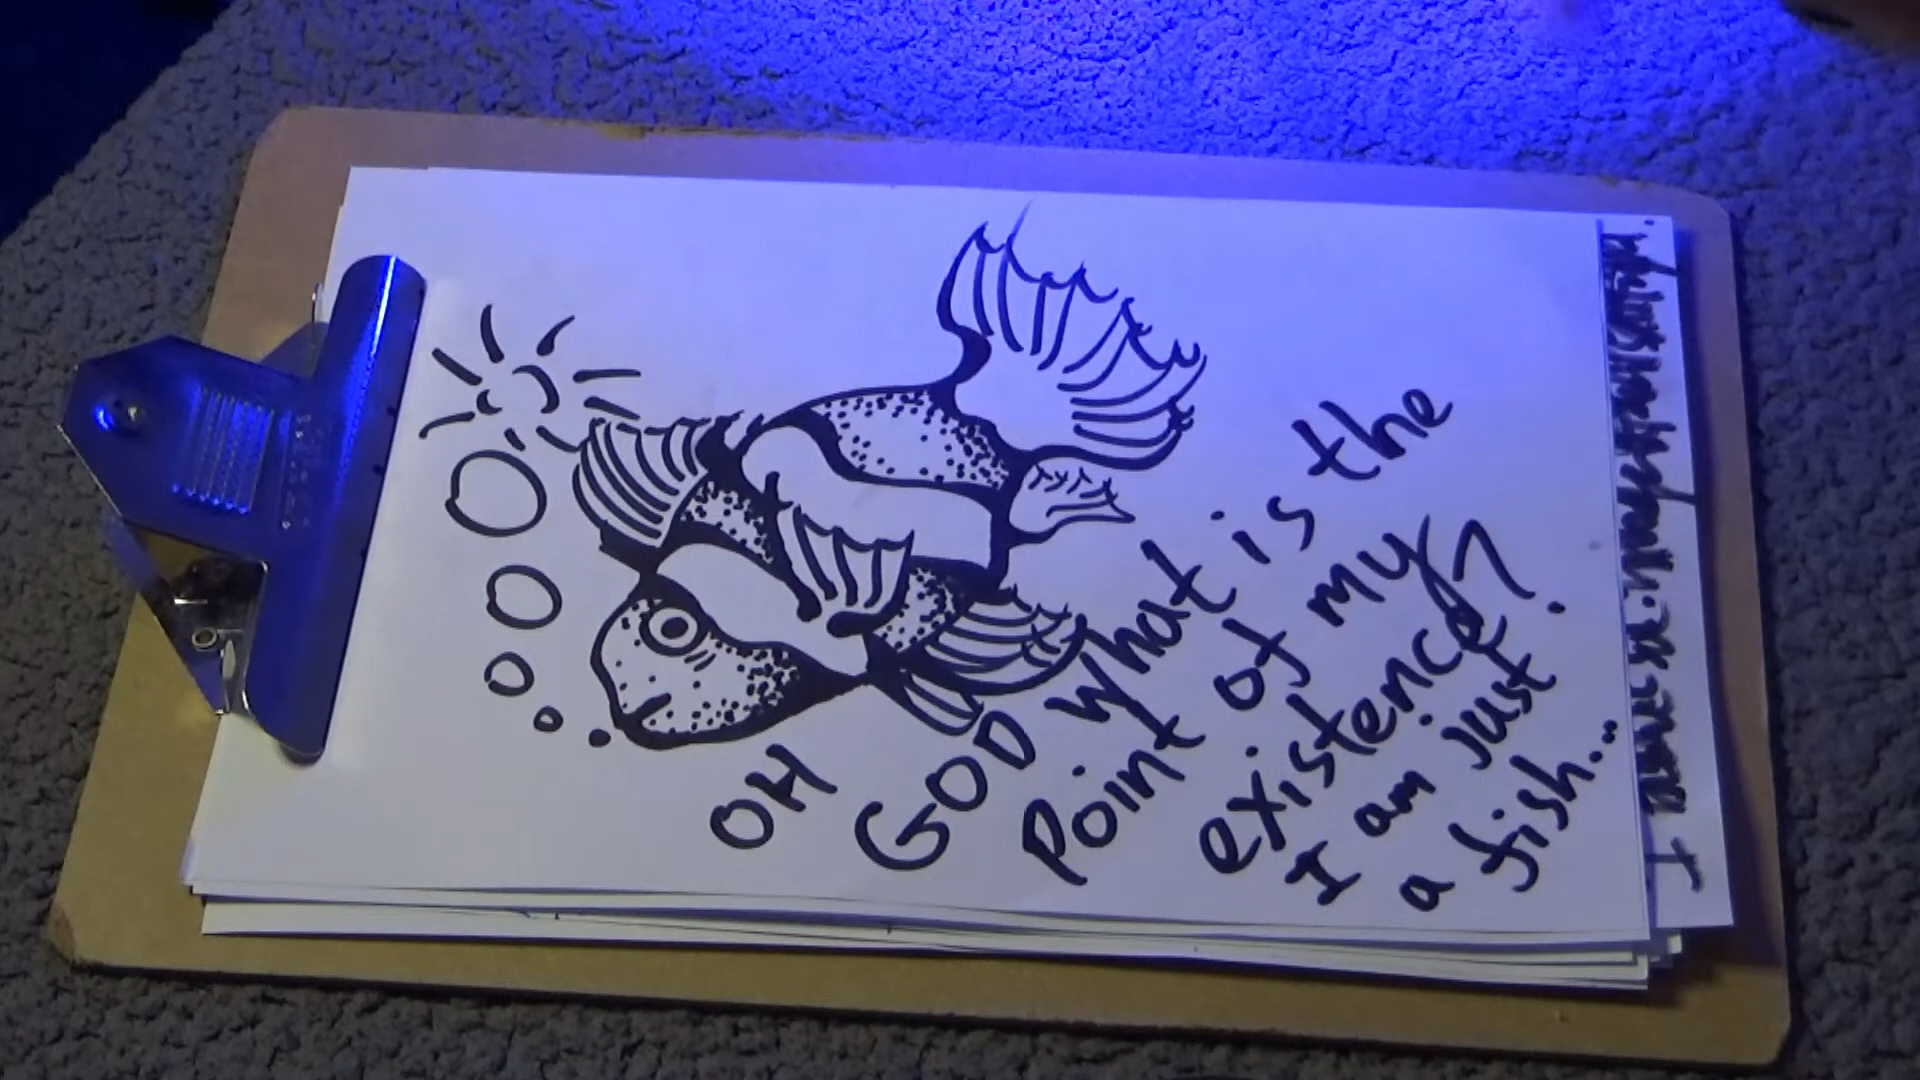 OH
GOD what is the
Point of my
existence?
I am just
a fish...